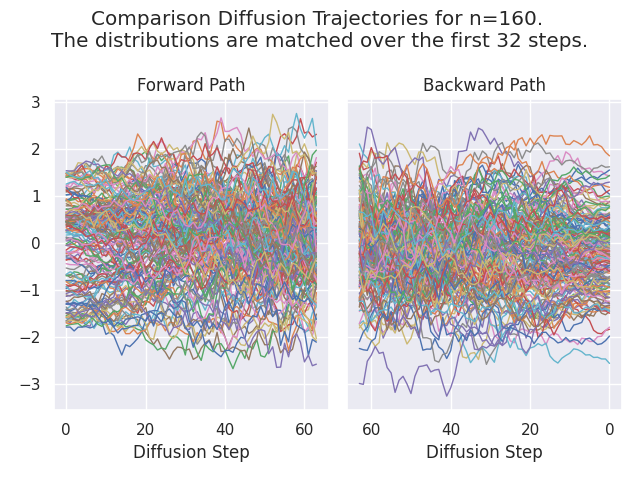 Comparison Diffusion Trajectories for n=160.
The distributions are matched over the first 32 steps.
Forward Path
Backward Path
3
2
1
0
−1
−2
−3
0 20 40 60
60 40 20 0
Diffusion Step
Diffusion Step